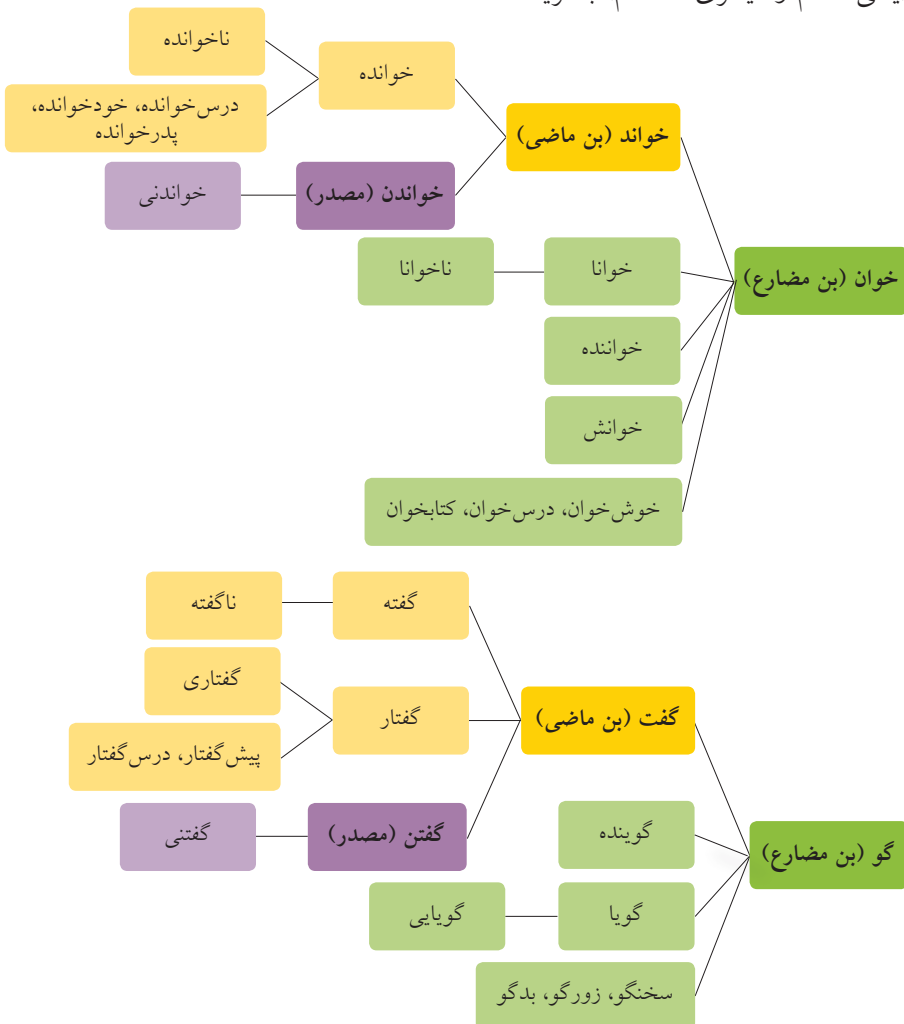 ناخوانده
خوانده
درس‌خوانده، خودخوانده،
پدرخوانده
خواند (بن ماضی)
خواندنی
خواندن (مصدر)
خوان (بن مضارع)
خوانا
ناخوانا
خواننده
خوانش
خوش‌خوان، درس‌خوان، کتابخوان
گفته
ناگفته
گفتاری
گفتار
پیش‌گفتار، درس‌گفتار
گفت (بن ماضی)
گفتن (مصدر)
گفتنی
گو (بن مضارع)
گوینده
گویا
گویایی
سخنگو، زورگو، بدگو